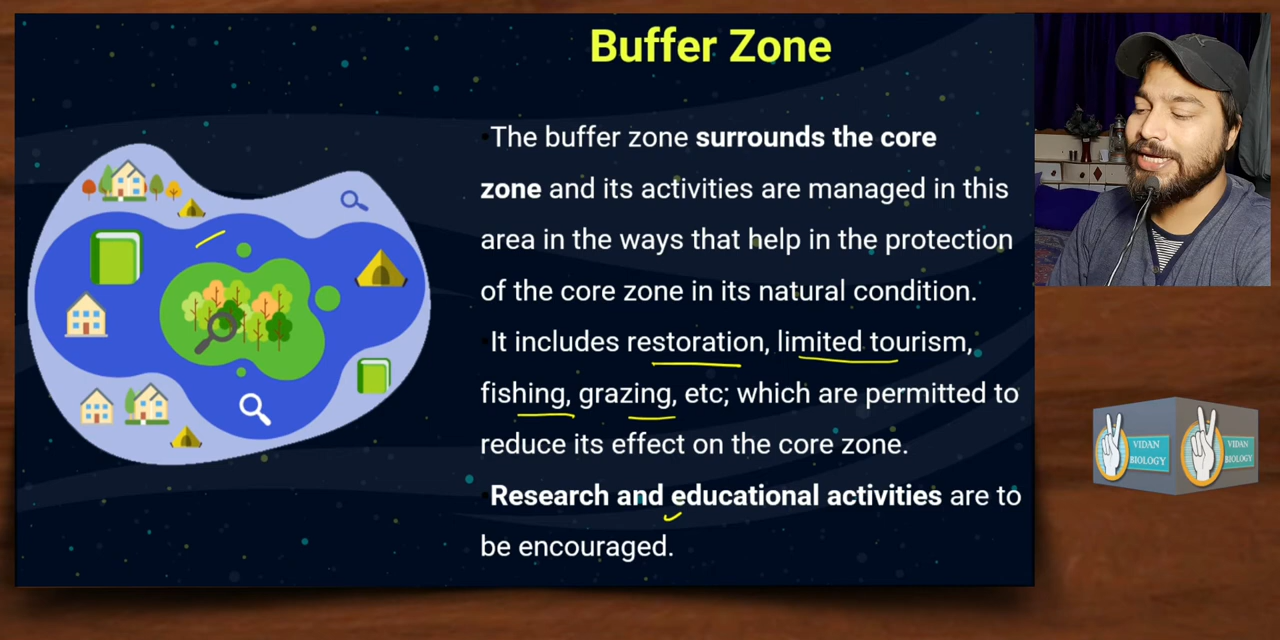 Buffer Zone
The buffer zone surrounds the core
zone and its activities are managed in this
area in the ways that help in the protection
of the core zone in its natural condition.
It includes restoration, limited tourism,
fishing, grazing, etc; which are permitted to
reduce its effect on the core zone.
Research and educational activities are to
be encouraged.
VIDAN
BIOLOGY
VIDAN
BIOLOGY